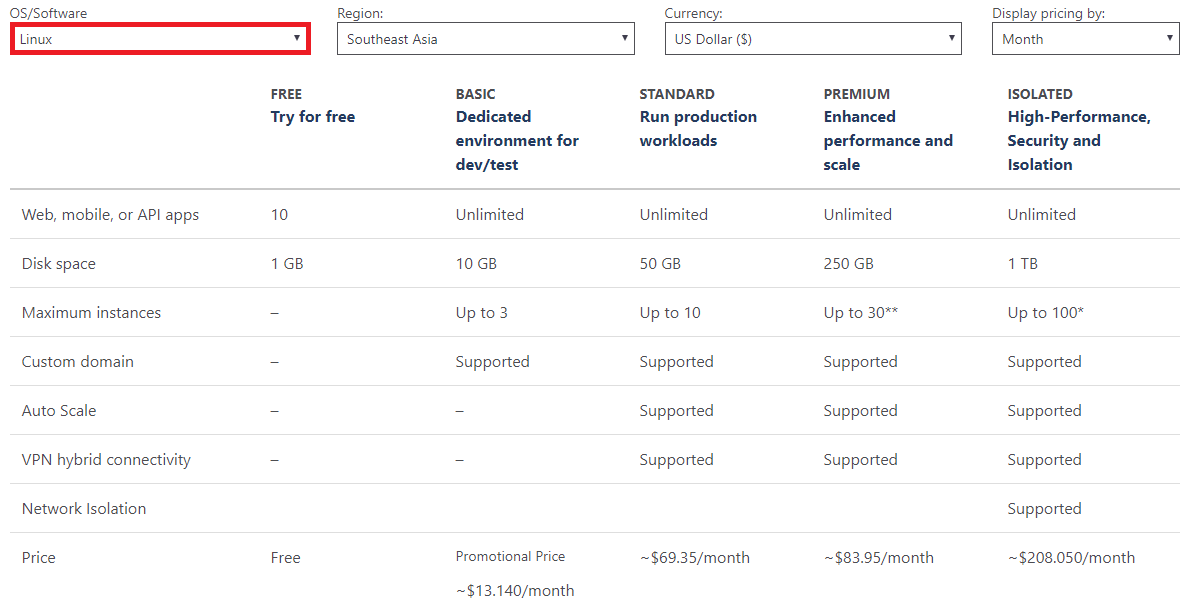 OS/Software Region: Currency: Display pricing by:
Linux Southeast Asia US Dollar ($) Month
FREE BASIC STANDARD PREMIUM ISOLATED
Try for free Dedicated Run production Enhanced High-Performance,
environment for workloads performance and Security and
dev/test scale Isolation
Web, mobile, or API apps 10 Unlimited Unlimited Unlimited Unlimited
Disk space 1 GB 10 GB 50 GB 250 GB 1 TB
Maximum instances – Up to 3 Up to 10 Up to 30** Up to 100*
Custom domain – Supported Supported Supported Supported
Auto Scale – – Supported Supported Supported
VPN hybrid connectivity – – Supported Supported Supported
Network Isolation Supported
Price Free Promotional Price ~$69.35/month ~$83.95/month ~$208.050/month
~$13.140/month